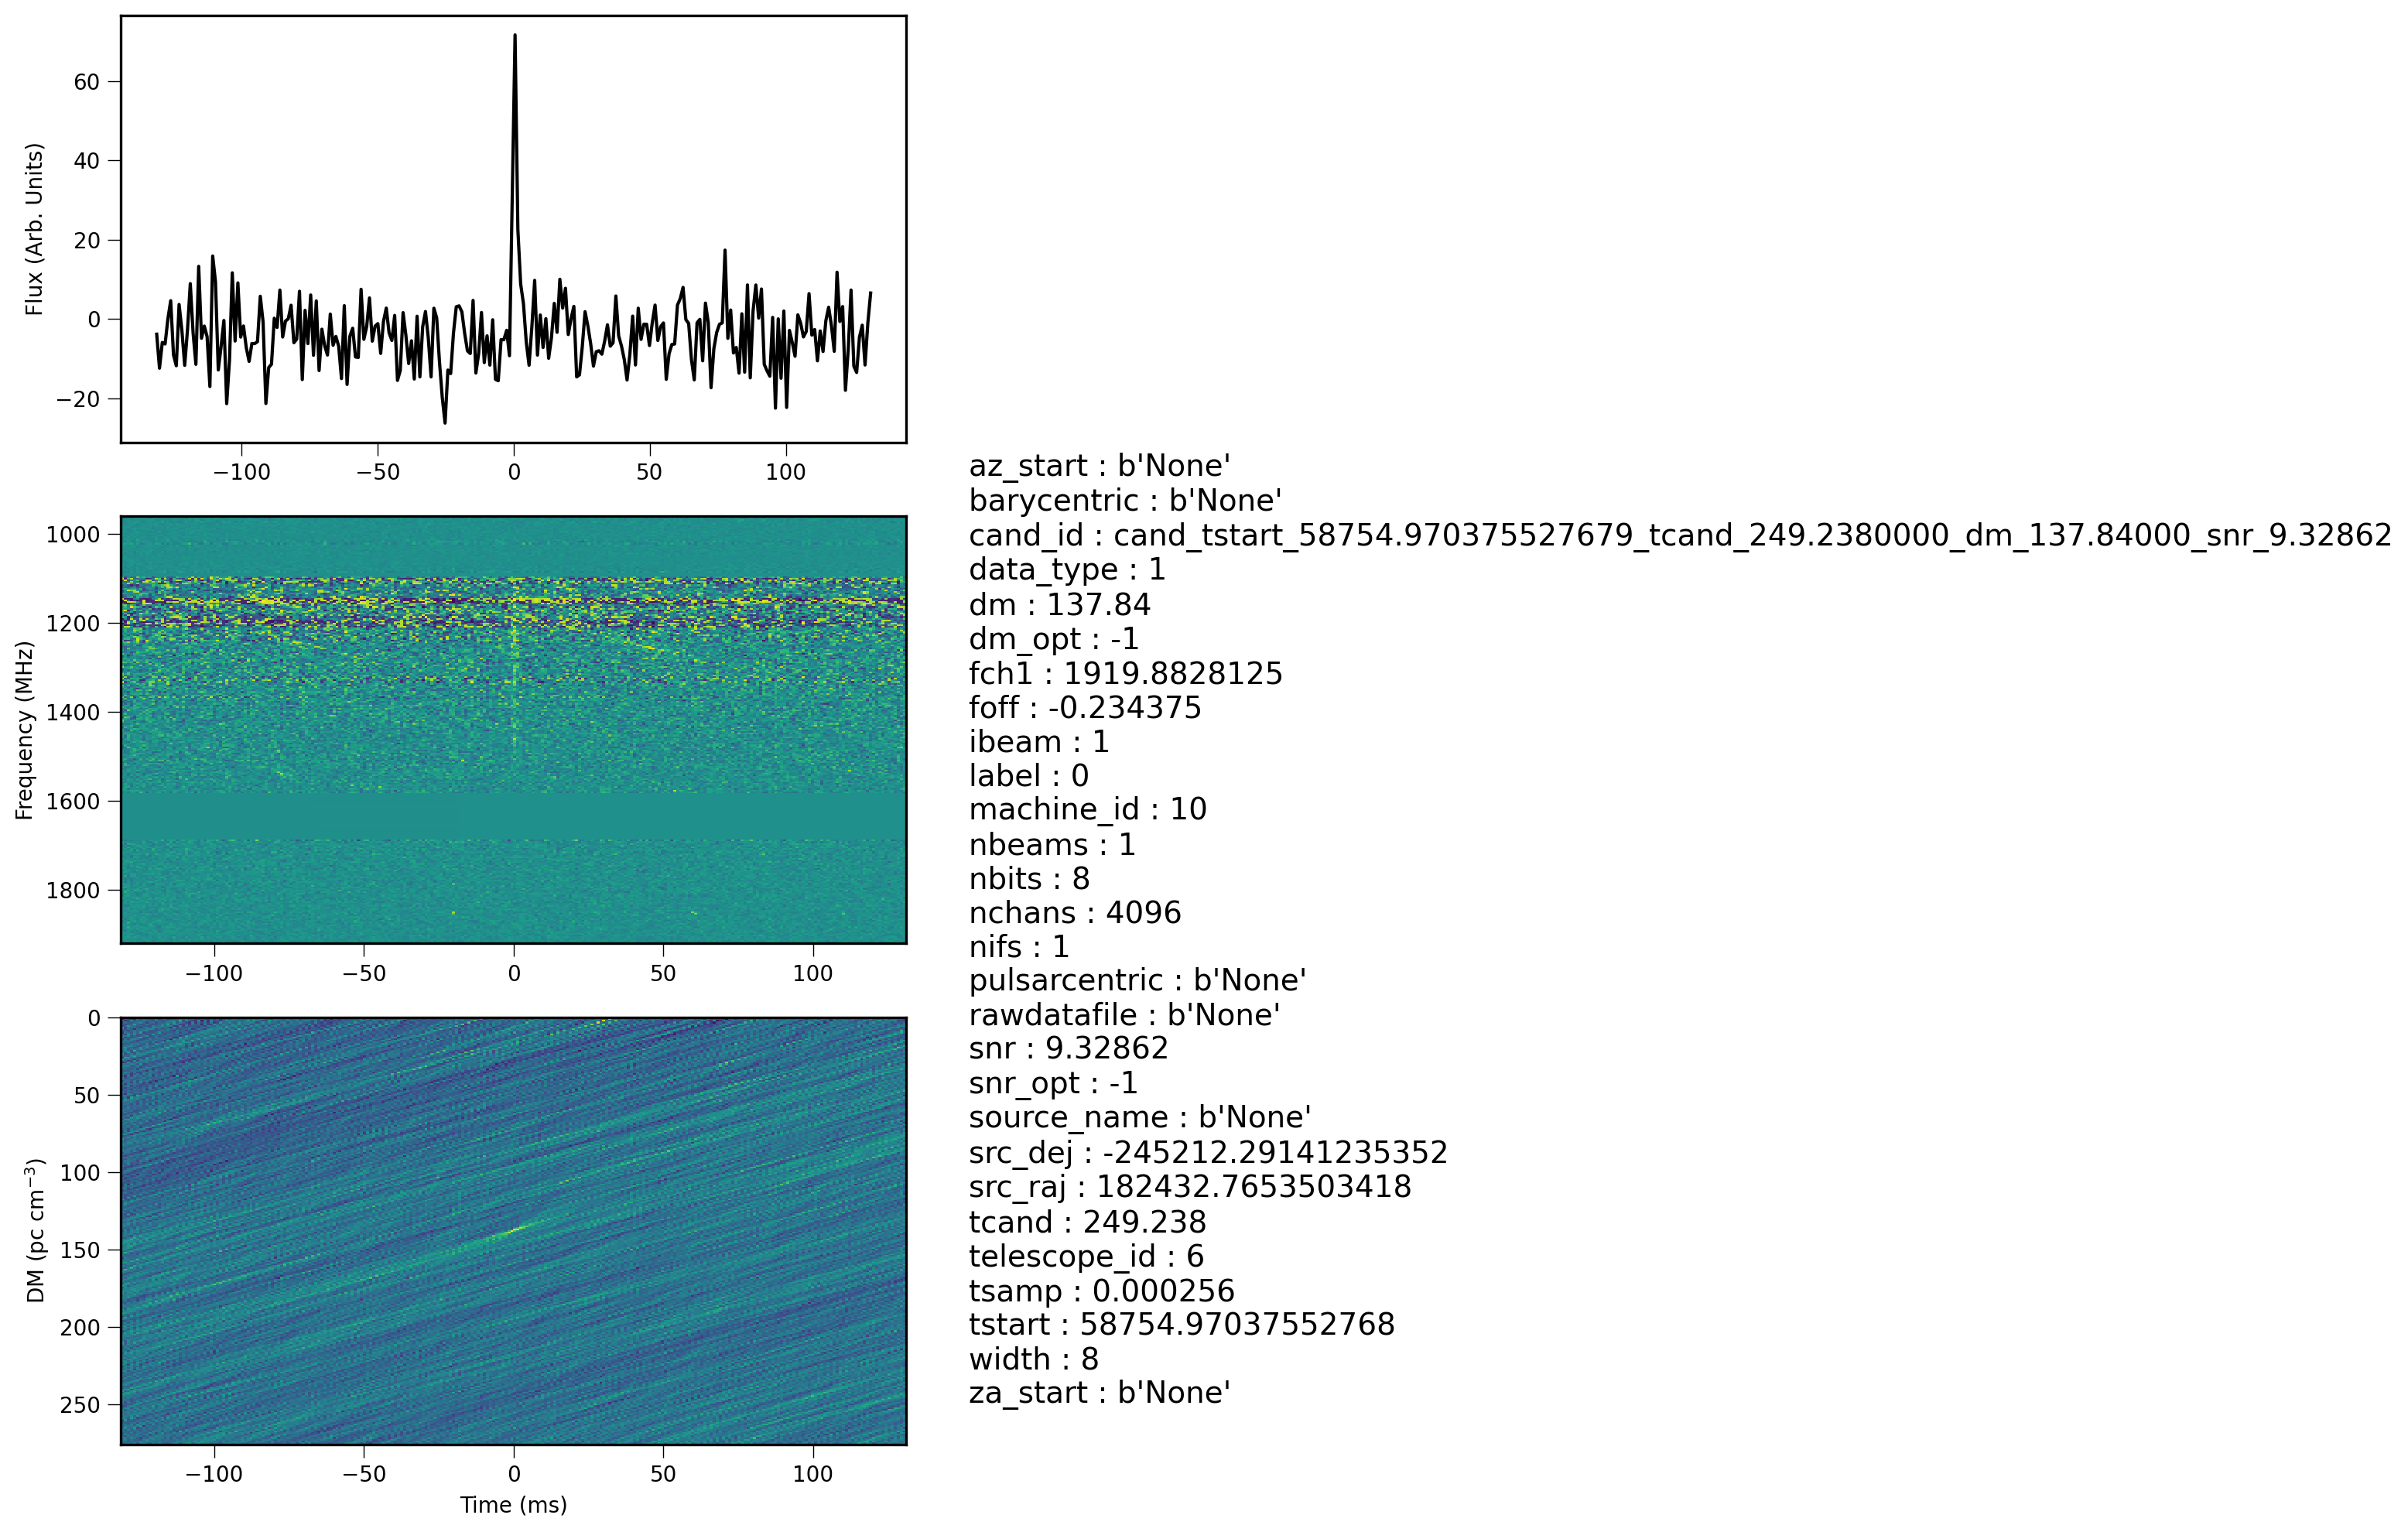 60
40
20
0
−20
Flux (Arb. Units)
−100 −50 0 50 100
1000
1200
1400
1600
1800
Frequency (MHz)
−100 −50 0 50 100
0
50
100
150
200
250
DM (pc cm⁻³)
−100 −50 0 50 100
Time (ms)
az_start : b'None'
barycentric : b'None'
cand_id : cand_tstart_58754.970375527679_tcand_249.2380000_dm_137.84000_snr_9.32862
data_type : 1
dm : 137.84
dm_opt : -1
fch1 : 1919.8828125
foff : -0.234375
ibeam : 1
label : 0
machine_id : 10
nbeams : 1
nbits : 8
nchans : 4096
nifs : 1
pulsarcentric : b'None'
rawdatafile : b'None'
snr : 9.32862
snr_opt : -1
source_name : b'None'
src_dej : -245212.29141235352
src_raj : 182432.7653503418
tcand : 249.238
telescope_id : 6
tsamp : 0.000256
tstart : 58754.97037552768
width : 8
za_start : b'None'